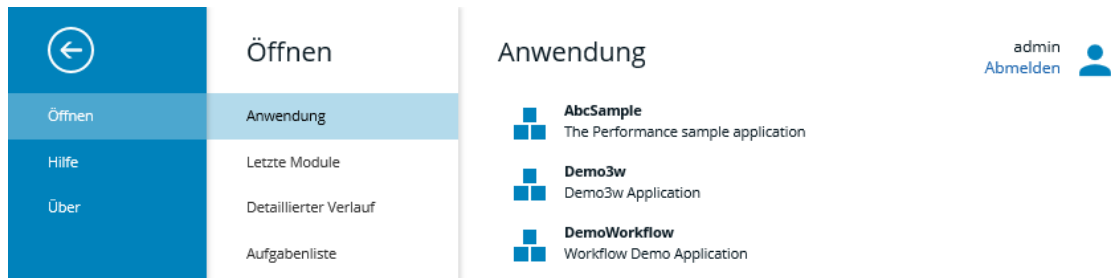 Öffnen
Hilfe
Über
Öffnen
Anwendung
Letzte Module
Detaillierter Verlauf
Aufgabenliste
Anwendung
AbcSample
The Performance sample application
Demo3w
Demo3w Application
DemoWorkflow
Workflow Demo Application
admin
Abmelden